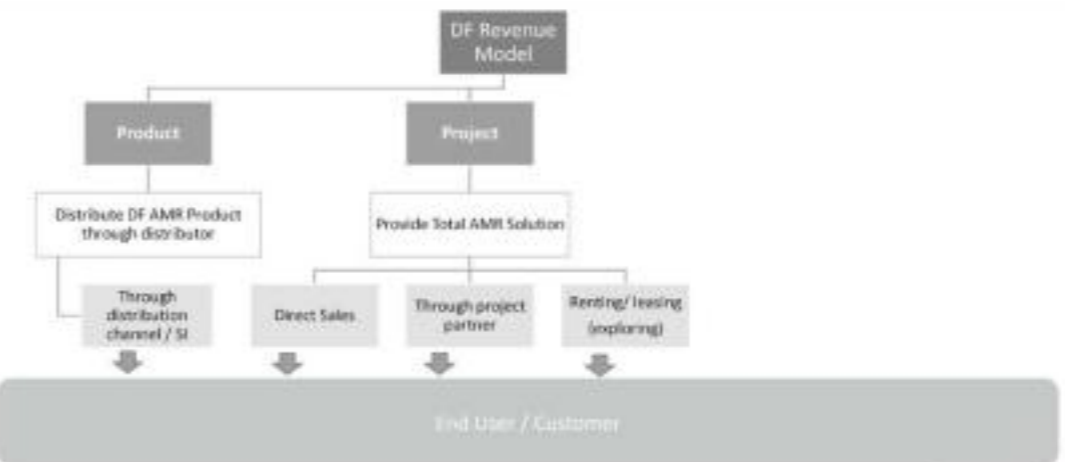 DF Revenue
Model
Product
Project
Distribute DF AMR Product
through distributor
Provide Total AMR Solution
Through
distribution
channel / SI
Direct Sales
Through project
partner
Renting/ leasing
(exploring)
End User / Customer